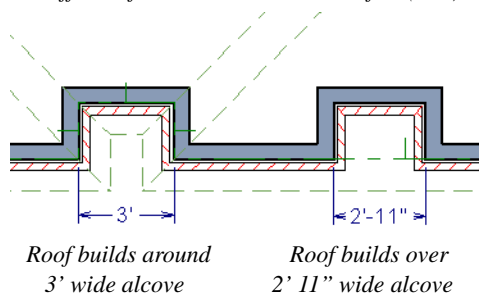 3'
2'-11"
Roof builds around
3’ wide alcove
Roof builds over
2’ 11” wide alcove